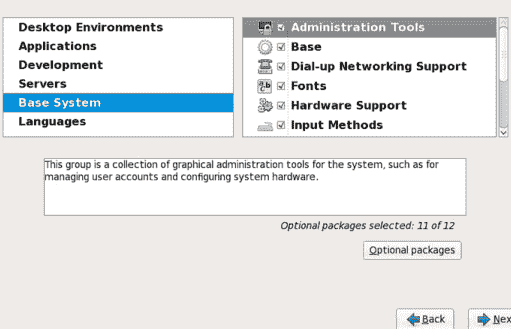 Desktop Environments
Applications
Development
Servers
Base System
Languages
Administration Tools
Base
Dial-up Networking Support
Fonts
Hardware Support
Input Methods
This group is a collection of graphical administration tools for the system, such as for
managing user accounts and configuring system hardware.
Optional packages selected: 11 of 12
Optional packages
Back
Nex